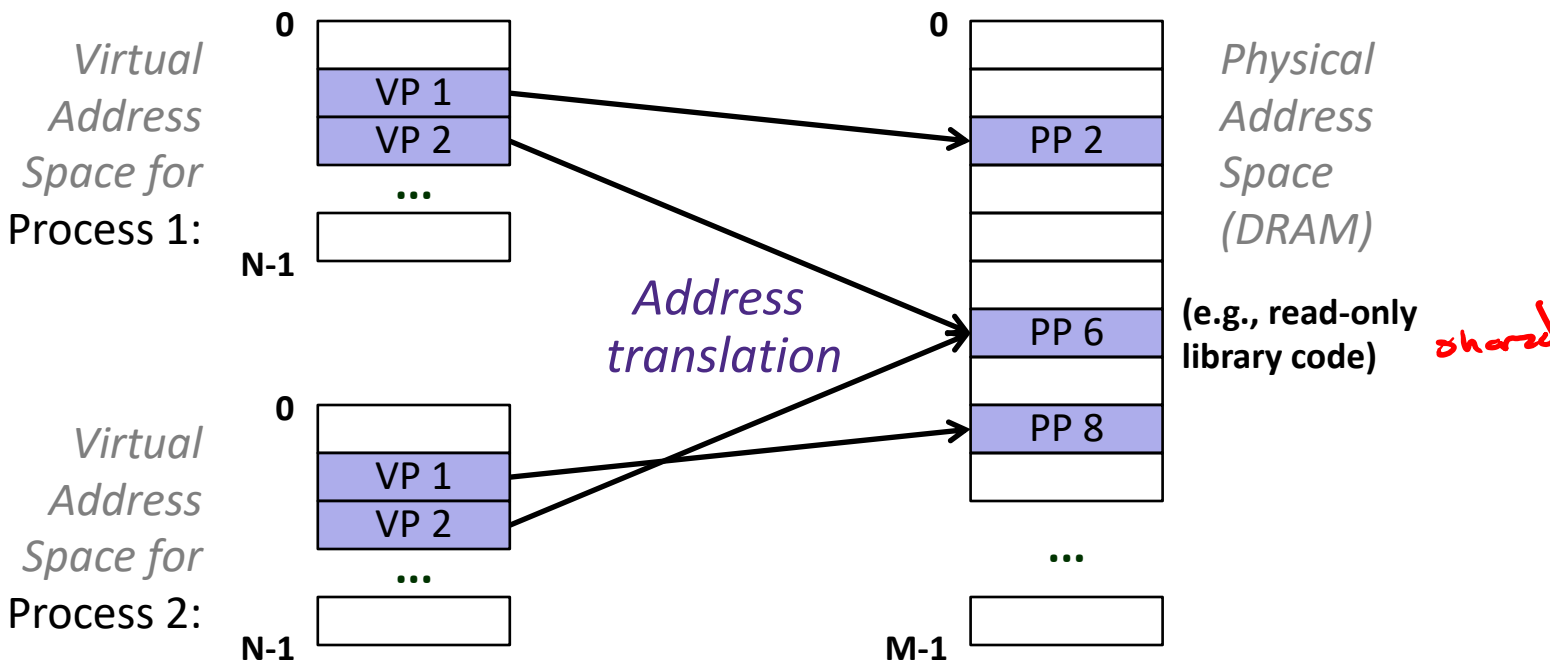 0
Virtual
Address
Space for
Process 1:
VP 1
VP 2
...
N-1
Address
translation
0
Virtual
Address
Space for
Process 2:
VP 1
VP 2
...
N-1
0
PP 2
PP 6
PP 8
...
M-1
Physical
Address
Space
(DRAM)
(e.g., read-only
library code)
shared